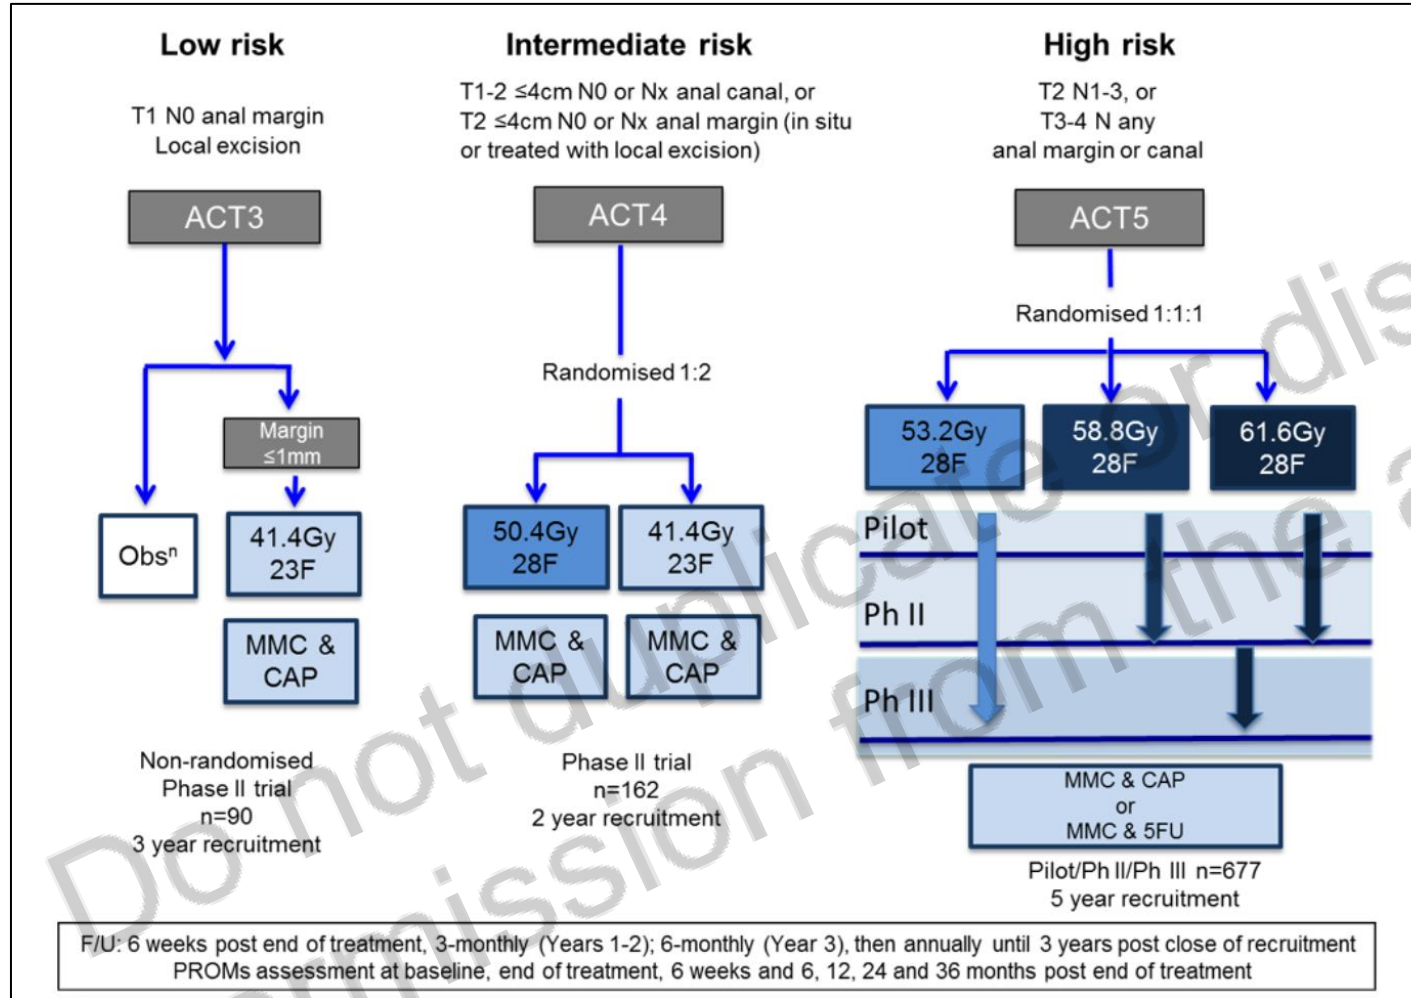 Low risk
T1 N0 anal margin
Local excision
ACT3
Margin
≤1mm
Obsⁿ
41.4Gy
23F
MMC &
CAP
Non-randomised
Phase II trial
n=90
3 year recruitment
Intermediate risk
T1-2 ≤4cm N0 or Nx anal canal, or
T2 ≤4cm N0 or Nx anal margin (in situ
or treated with local excision)
ACT4
Randomised 1:2
50.4Gy
28F
41.4Gy
23F
MMC &
CAP
MMC &
CAP
Phase II trial
n=162
2 year recruitment
High risk
T2 N1-3, or
T3-4 N any
anal margin or canal
ACT5
Randomised 1:1:1
53.2Gy
28F
58.8Gy
28F
61.6Gy
28F
Pilot
Ph II
Ph III
MMC & CAP
or
MMC & 5FU
Pilot/Ph II/Ph III n=677
5 year recruitment
F/U: 6 weeks post end of treatment, 3-monthly (Years 1-2); 6-monthly (Year 3), then annually until 3 years post close of recruitment
PROMs assessment at baseline, end of treatment, 6 weeks and 6, 12, 24 and 36 months post end of treatment
Do not duplicate or dis
mission from the a